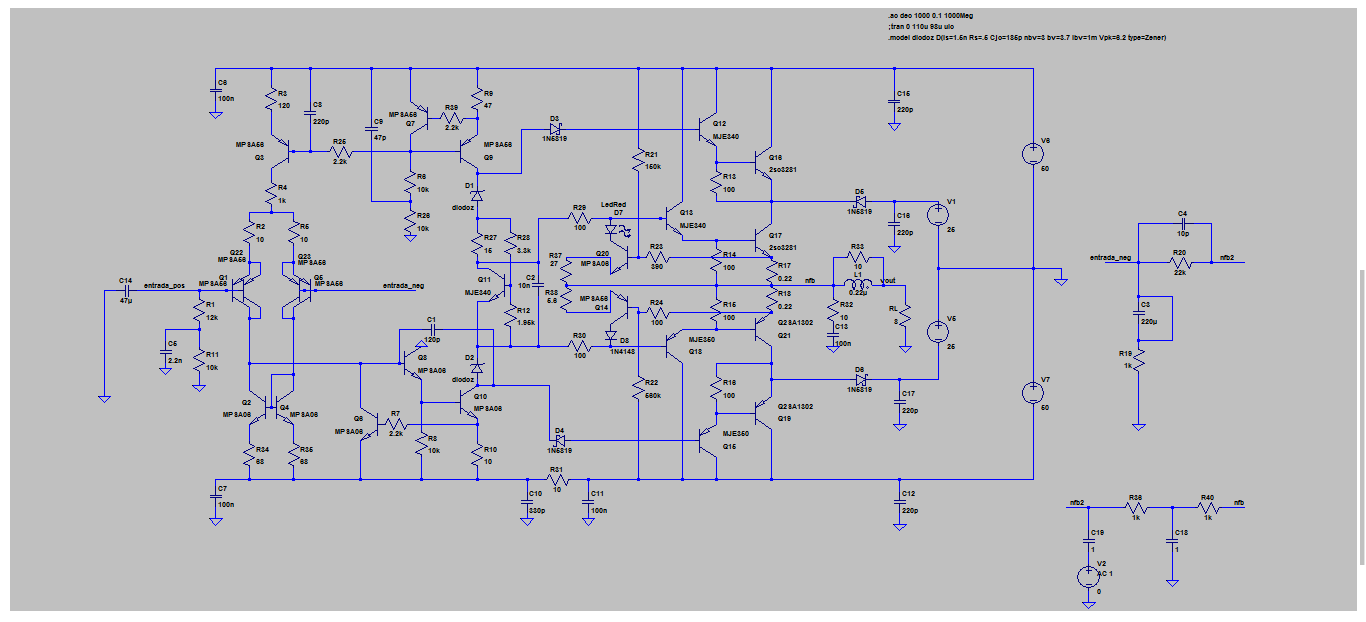 .ac dec 1000 0.1 1000Meg
;tran 0 110u 98u uic
.model diodoz D(Is=1.5n Rs=.5 Cjo=185p nbv=3 bv=3.7 Ibv=1m Vpk=6.2 type=Zener)
C6
100n
R3
120
C8
220p
MPSA56
Q3
R25
2.2k
C9
47p
MPSA56
Q7
R39
2.2k
R9
47
MPSA56
Q9
D3
1N5819
Q12
MJE340
R21
150k
Q16
2sc3281
R13
100
C15
220p
V6
50
R4
1k
R6
10k
R26
10k
D1
diodoz
R2
10
R5
10
Q22
MPSA56
Q23
MPSA56
Q1
Q5
C14
47µ
entrada_pos
entrada_neg
R1
12k
C5
2.2n
R11
10k
R27
15
R28
3.3k
Q11
MJE340
C2
10n
R12
1.95k
R29
100
LedRed
D7
Q13
MJE340
Q20
MPSA06
R23
390
R37
27
R38
5.6
MPSA56
Q14
R24
100
D8
1N4148
R30
100
MJE350
Q18
R14
100
R15
100
Q17
2sc3281
R17
0.22
R18
0.22
Q2SA1302
Q21
D5
1N5819
C16
220p
V1
25
R33
10
nfb
L1
0.22µ
vout
R32
10
C13
100n
RL
8
V5
25
C1
120p
Q8
D2
diodoz
Q10
MPSA06
Q6
MPSA06
R7
2.2k
R8
10k
R10
10
Q2
MPSA06
Q4
MPSA06
R34
68
R35
68
D4
1N5819
R22
560k
R16
100
MJE350
Q15
Q2SA1302
Q19
D6
1N5819
C17
220p
V7
50
C7
100n
C10
330p
R31
10
C11
100n
C12
220p
C4
10p
entrada_neg
R20
22k
nfb2
C3
220µ
R19
1k
nfb2
R36
1k
R40
1k
nfb
C19
1
C18
1
V2
AC 1
0